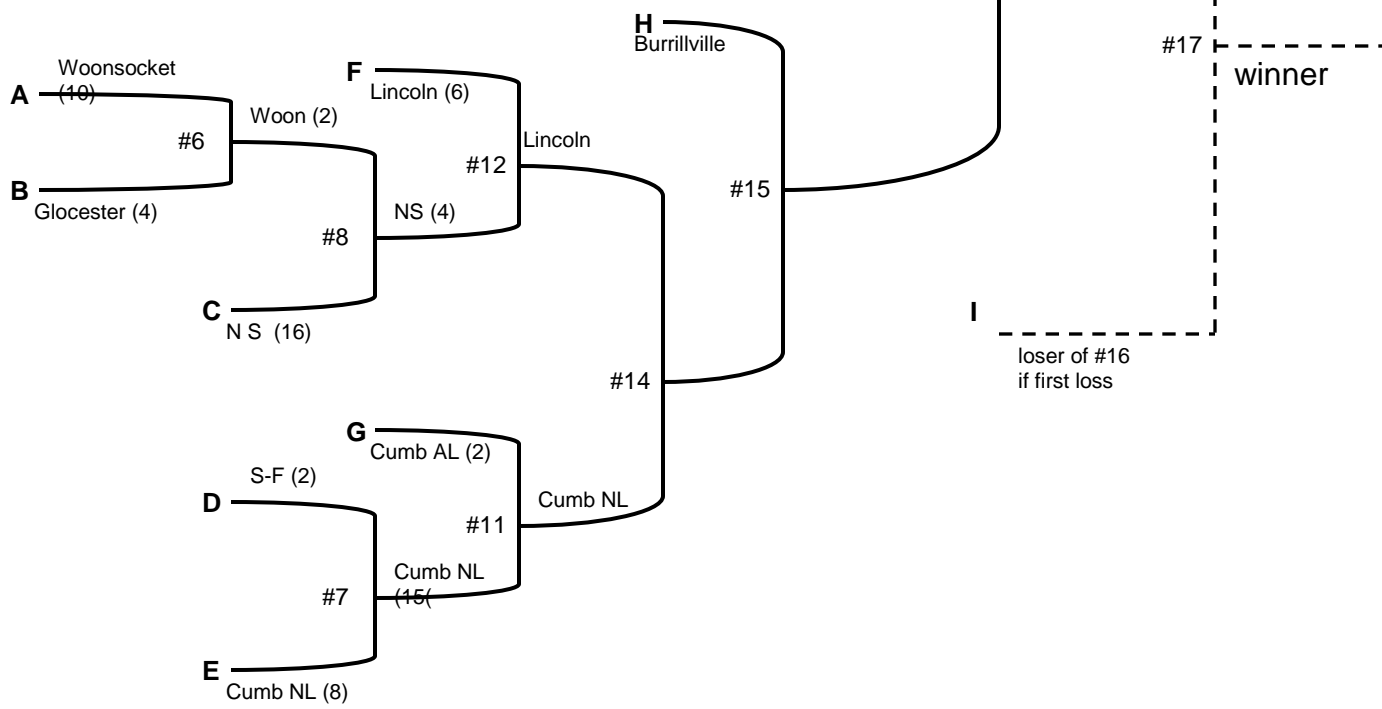 H
Burrillville
#17
winner
Woonsocket
(10)
A
F
Lincoln (6)
Woon (2)
#6
Lincoln
#12
B
Glocester (4)
#15
NS (4)
#8
C
N S  (16)
I
loser of #16
if first loss
#14
G
Cumb AL (2)
S-F (2)
D
Cumb NL
#11
Cumb NL
(15(
#7
E
Cumb NL (8)